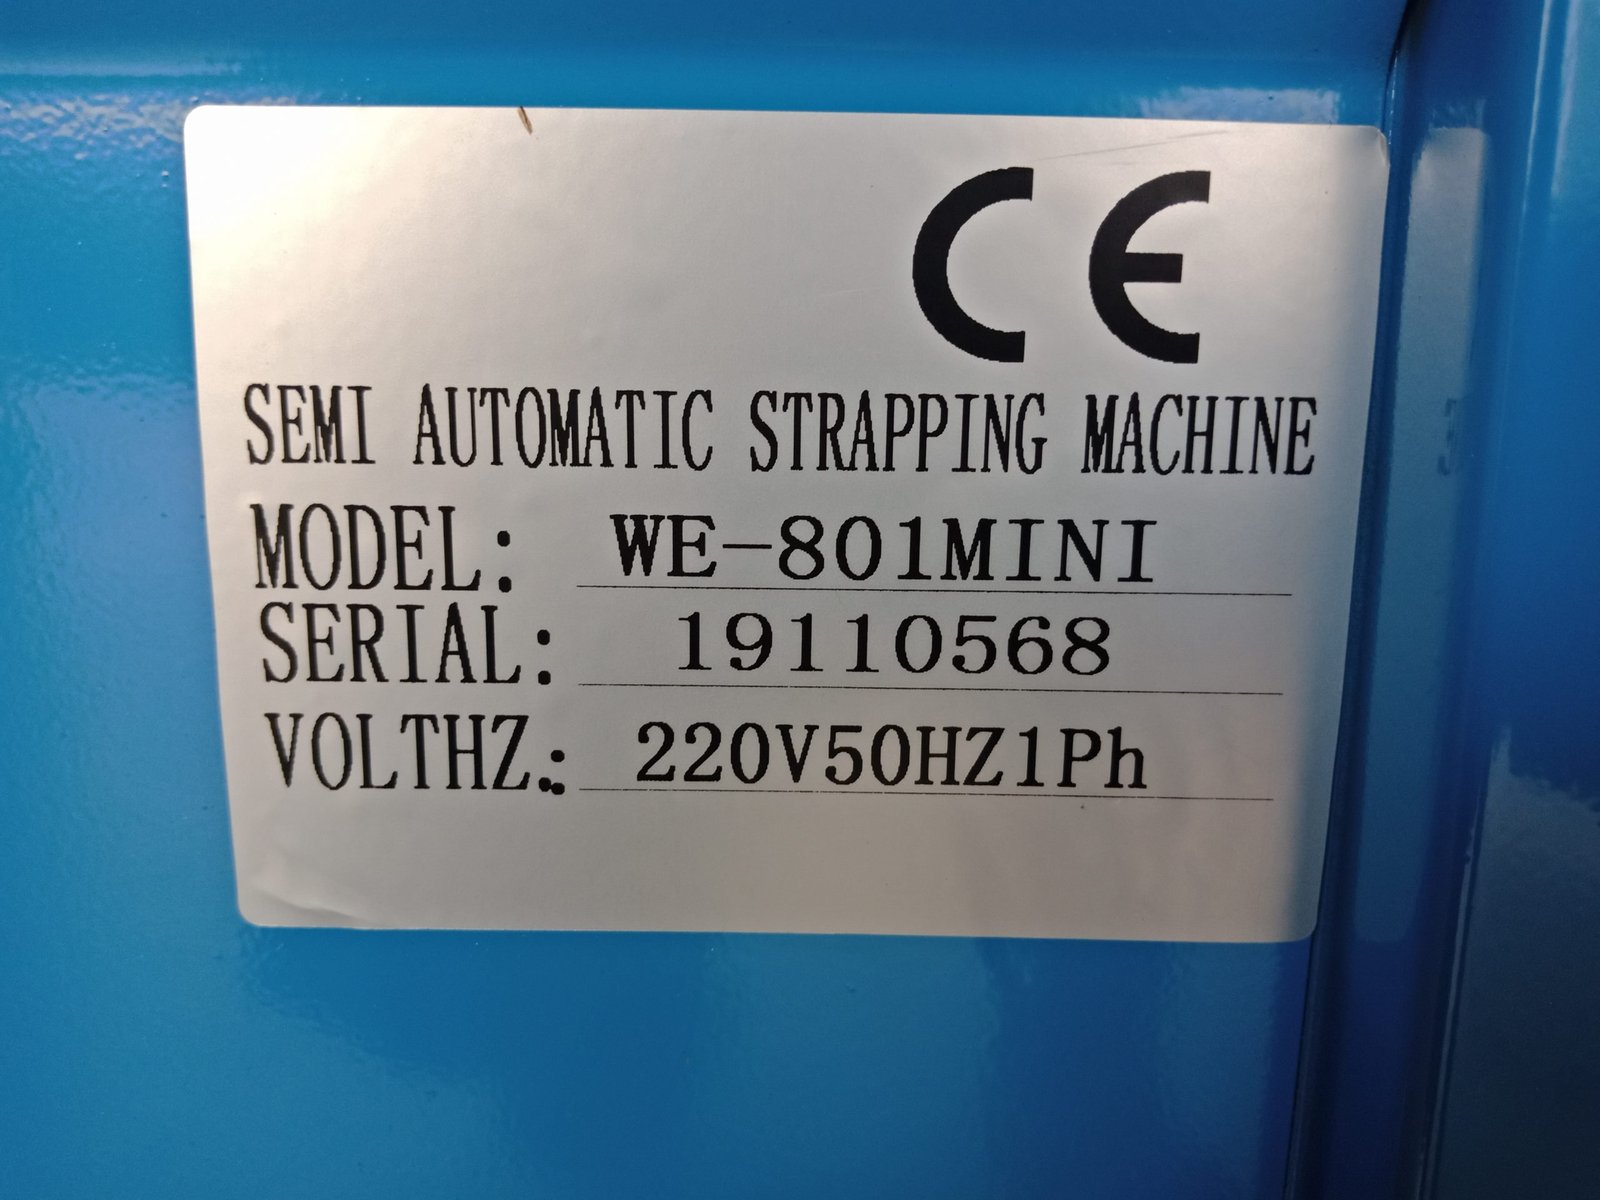 CE
SEMI AUTOMATIC STRAPPING MACHINE
MODEL: WE-801MINI
SERIAL: 19110568
VOLTHZ.: 220V50HZ1Ph